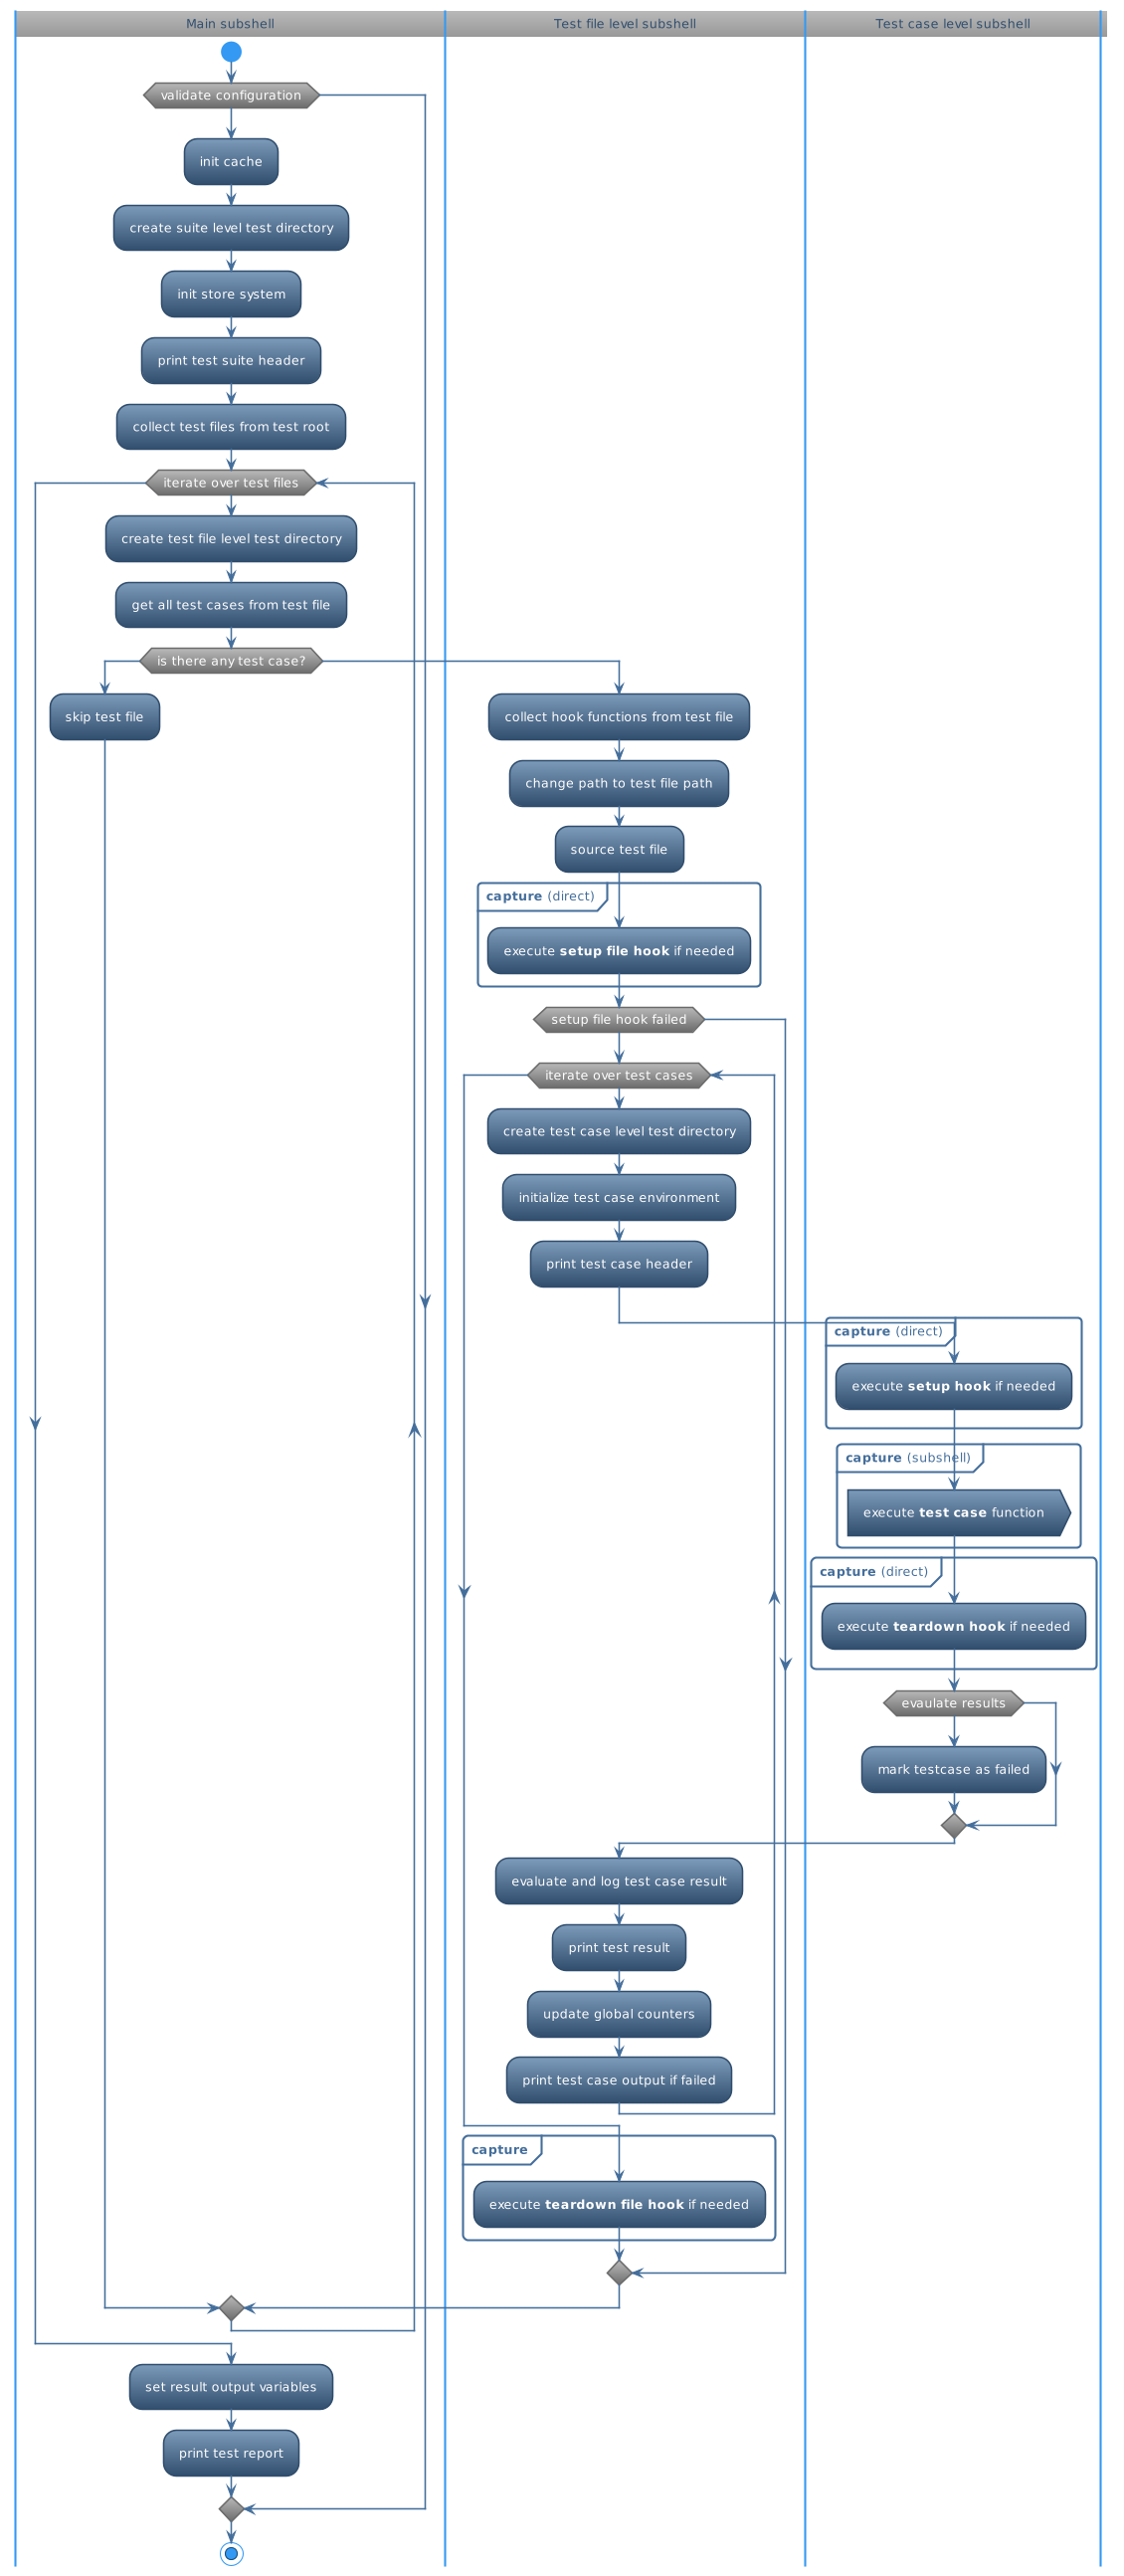 Main subshell
Test file level subshell
Test case level subshell
validate configuration
init cache
create suite level test directory
init store system
print test suite header
collect test files from test root
iterate over test files
create test file level test directory
get all test cases from test file
is there any test case?
skip test file
collect hook functions from test file
change path to test file path
source test file
capture (direct)
execute setup file hook if needed
setup file hook failed
iterate over test cases
create test case level test directory
initialize test case environment
print test case header
capture (direct)
execute setup hook if needed
capture (subshell)
execute test case function
capture (direct)
execute teardown hook if needed
evaulate results
mark testcase as failed
evaluate and log test case result
print test result
update global counters
print test case output if failed
capture
execute teardown file hook if needed
set result output variables
print test report